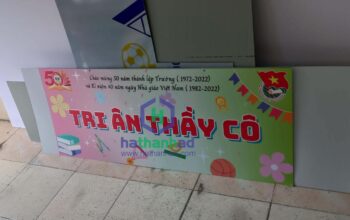 50
Chào mừng 50 năm thành lập Trường (1972-2022)
và Kỉ niệm 40 năm ngày Nhà giáo Việt Nam (1982-2022)
TRI ÂN THẦY CÔ
hathanhad